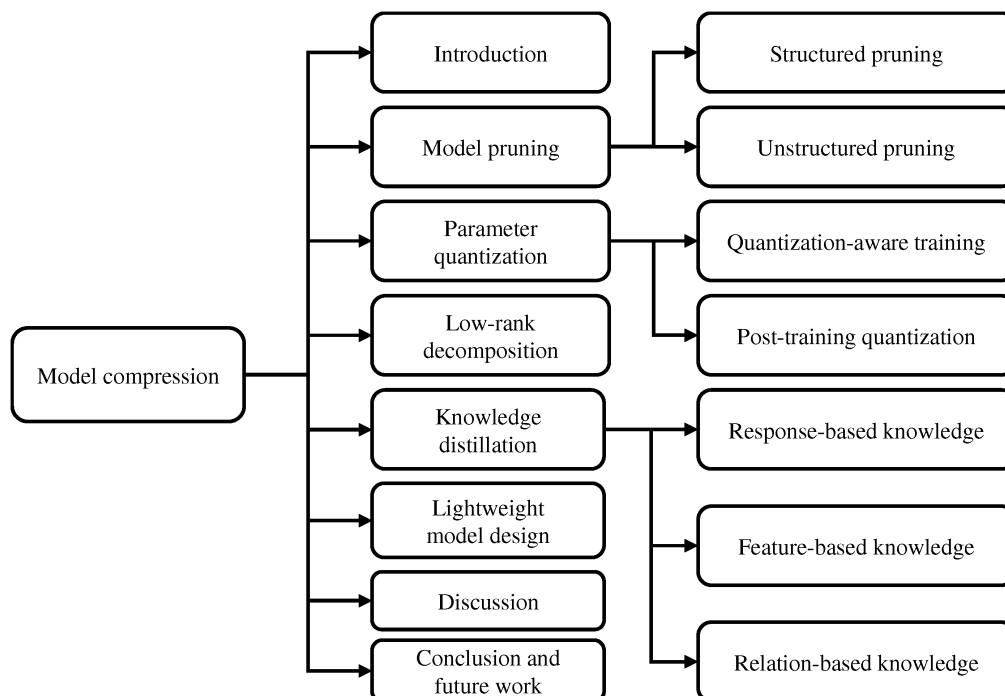 Model compression
Introduction
Model pruning
Parameter
quantization
Low-rank
decomposition
Knowledge
distillation
Lightweight
model design
Discussion
Conclusion and
future work
Structured pruning
Unstructured pruning
Quantization-aware training
Post-training quantization
Response-based knowledge
Feature-based knowledge
Relation-based knowledge